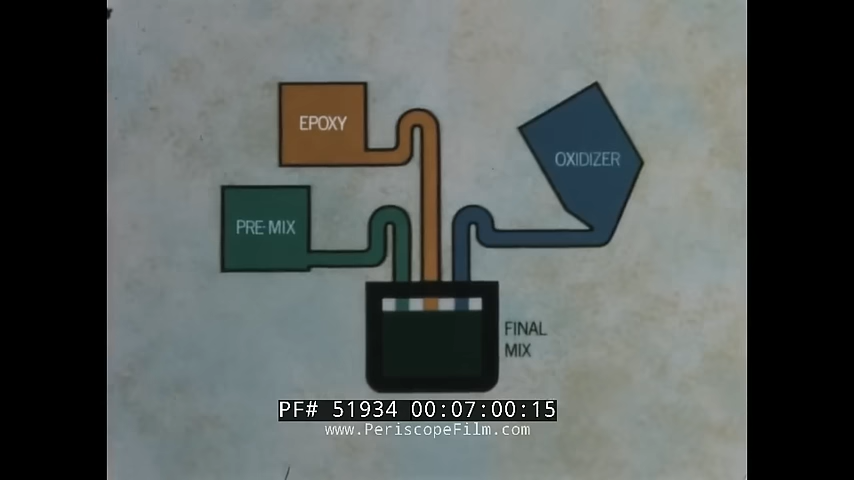 EPOXY
OXIDIZER
PRE-MIX
FINAL
MIX
PF# 51934 00:07:00:15
www.PeriscopeFilm.com